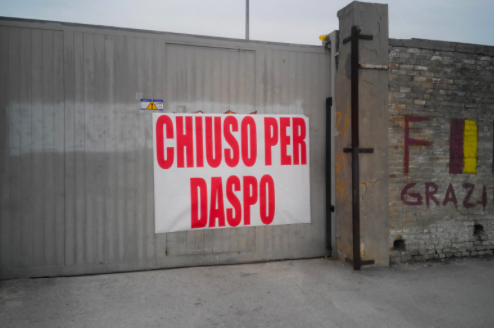 CHIUSO PER
DASPO
F
GRAZI